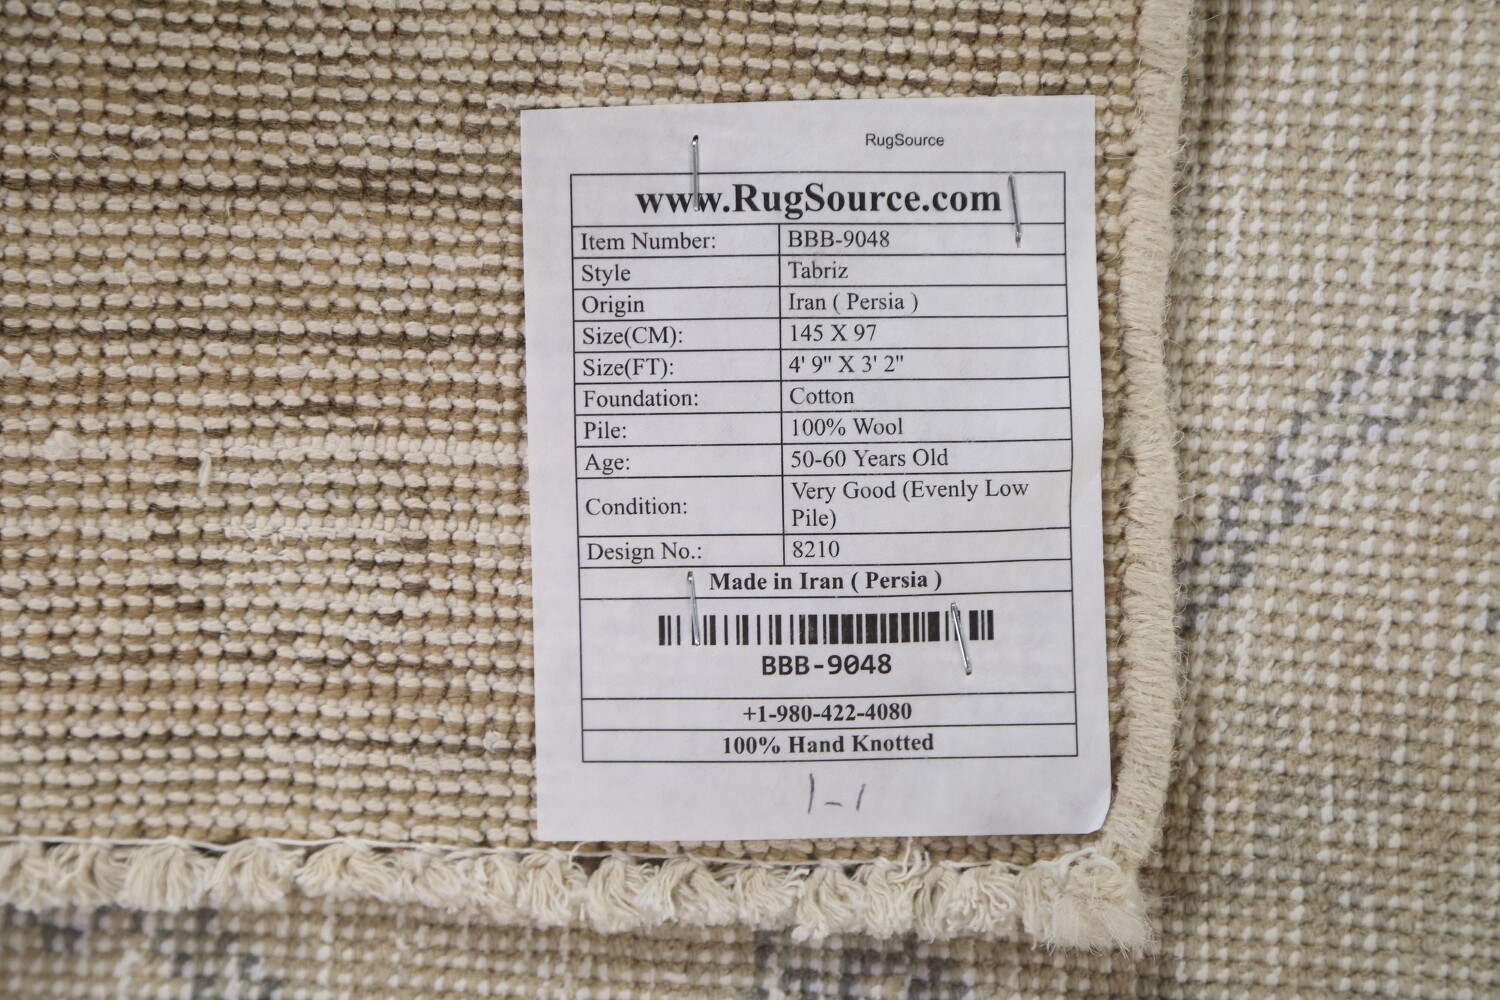 RugSource
www.RugSource.com
Item Number: BBB-9048
Style Tabriz
Origin Iran ( Persia )
Size(CM): 145 X 97
Size(FT): 4' 9" X 3' 2"
Foundation: Cotton
Pile: 100% Wool
Age: 50-60 Years Old
Condition: Very Good (Evenly Low
Pile)
Design No.: 8210
Made in Iran ( Persia )
BBB-9048
+1-980-422-4080
100% Hand Knotted
1-1